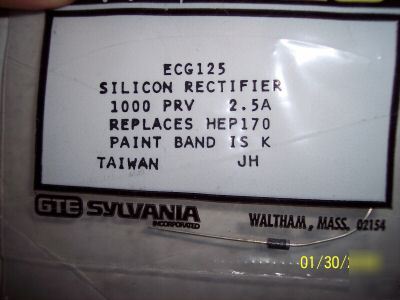 ECG125
SILICON RECTIFIER
1000 PRV 2.5A
REPLACES HEP170
PAINT BAND IS K
TAIWAN JH
GTE SYLVANIA
INCORPORATED
WALTHAM, MASS. 02154
01/30/